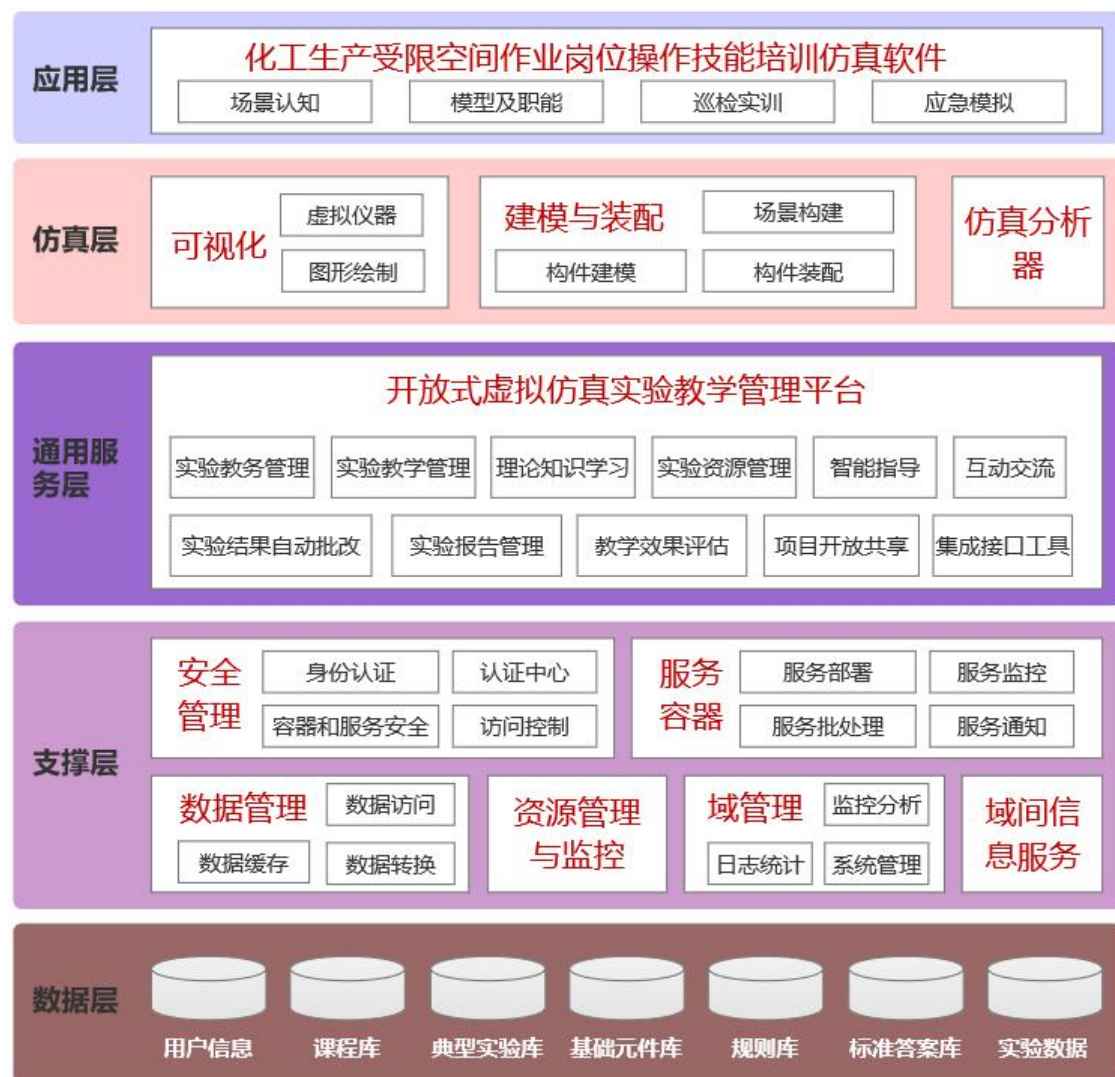 应用层
化工生产受限空间作业岗位操作技能培训仿真软件
场景认知
模型及职能
巡检实训
应急模拟
仿真层
可视化
虚拟仪器
图形绘制
建模与装配
场景构建
构件建模
构件装配
仿真分析
器
通用服
务层
开放式虚拟仿真实验教学管理平台
实验教务管理
实验教学管理
理论知识学习
实验资源管理
智能指导
互动交流
实验结果自动批改
实验报告管理
教学效果评估
项目开放共享
集成接口工具
支撑层
安全
管理
身份认证
认证中心
容器和服务安全
访问控制
服务
容器
服务部署
服务监控
服务批处理
服务通知
数据管理
数据访问
数据缓存
数据转换
资源管理
与监控
域管理
监控分析
日志统计
系统管理
域间信
息服务
数据层
用户信息
课程库
典型实验库
基础元件库
规则库
标准答案库
实验数据